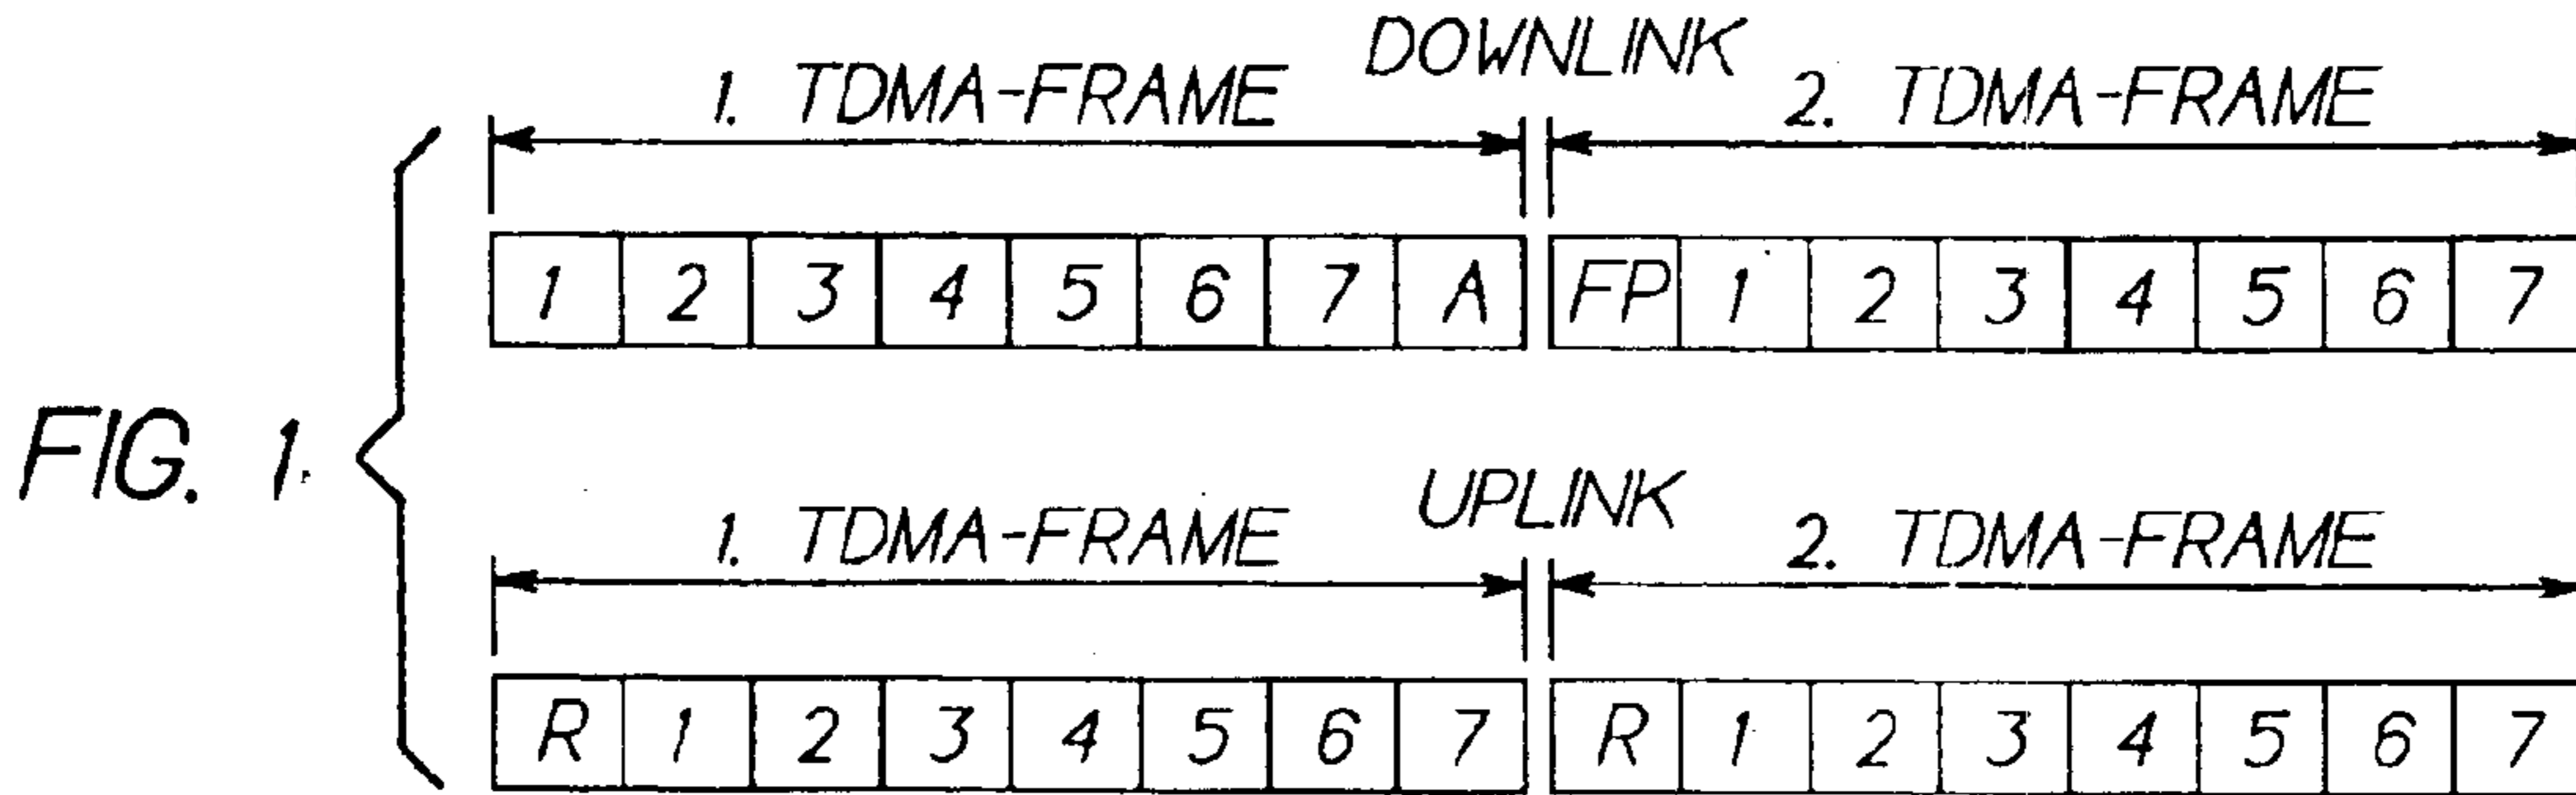 DOWNLINK
1. TDMA-FRAME 2. TDMA-FRAME
1 2 3 4 5 6 7 A FP 1 2 3 4 5 6 7
FIG. 1.
UPLINK
1. TDMA-FRAME 2. TDMA-FRAME
R 1 2 3 4 5 6 7 R 1 2 3 4 5 6 7